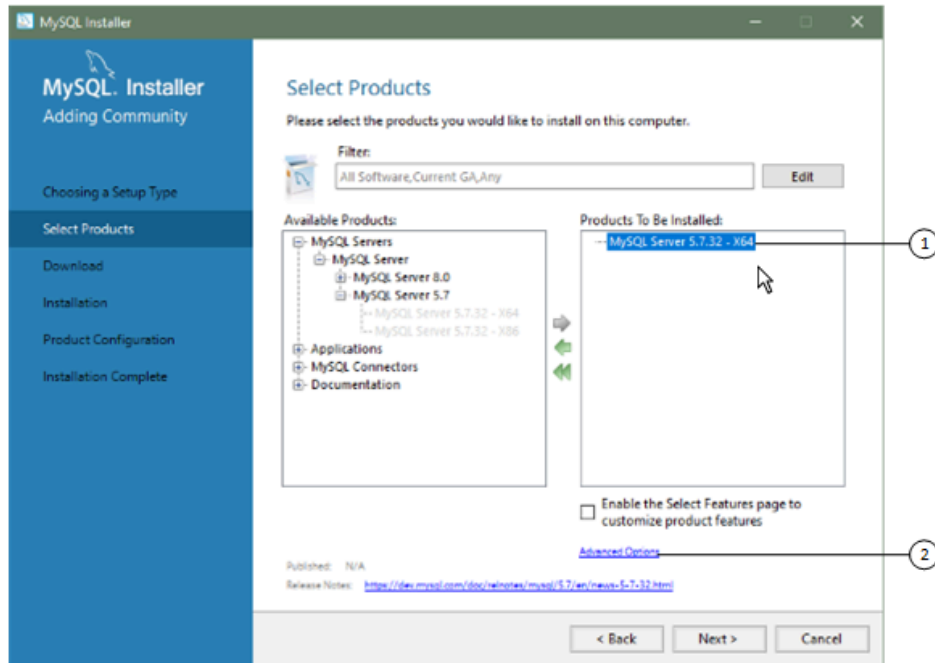 MySQL Installer
MySQL. Installer
Adding Community
Choosing a Setup Type
Select Products
Download
Installation
Product Configuration
Installation Complete
Select Products
Please select the products you would like to install on this computer.
Filter:
All Software,Current GA,Any
Edit
Available Products:
MySQL Servers
MySQL Server
MySQL Server 8.0
MySQL Server 5.7
MySQL Server 5.7.32 - X64
MySQL Server 5.7.32 - X86
Applications
MySQL Connectors
Documentation
Products To Be Installed:
MySQL Server 5.7.32 - X64
1
Enable the Select Features page to
customize product features
Advanced Options
2
Published: N/A
Release Notes: https://dev.mysql.com/doc/relnotes/mysql/5.7/en/news-5-7-32.html
< Back
Next >
Cancel